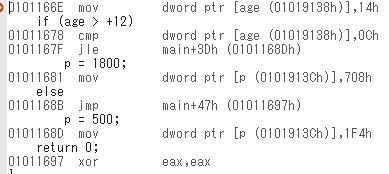 0101166E  mov         dword ptr [age (01019138h)],14h
    if (age > +12)
01011678  cmp         dword ptr [age (01019138h)],0Ch
0101167F  jle         main+3Dh (0101168Dh)
        p = 1800;
01011681  mov         dword ptr [p (0101913Ch)],708h
    else
0101168B  jmp         main+47h (01011697h)
        p = 500;
0101168D  mov         dword ptr [p (0101913Ch)],1F4h
    return 0;
01011697  xor         eax,eax